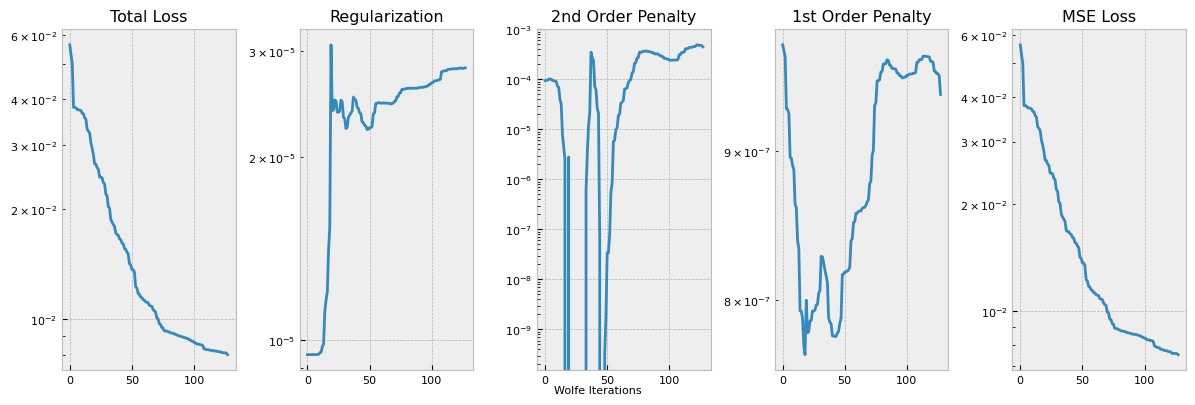 Total Loss
Regularization
2nd Order Penalty
1st Order Penalty
MSE Loss
6 × 10⁻²
4 × 10⁻²
3 × 10⁻²
2 × 10⁻²
10⁻²
0 50 100
3 × 10⁻⁵
2 × 10⁻⁵
10⁻⁵
0 50 100
10⁻³
10⁻⁴
10⁻⁵
10⁻⁶
10⁻⁷
10⁻⁸
10⁻⁹
0 50 100
Wolfe Iterations
9 × 10⁻⁷
8 × 10⁻⁷
0 50 100
6 × 10⁻²
4 × 10⁻²
3 × 10⁻²
2 × 10⁻²
10⁻²
0 50 100